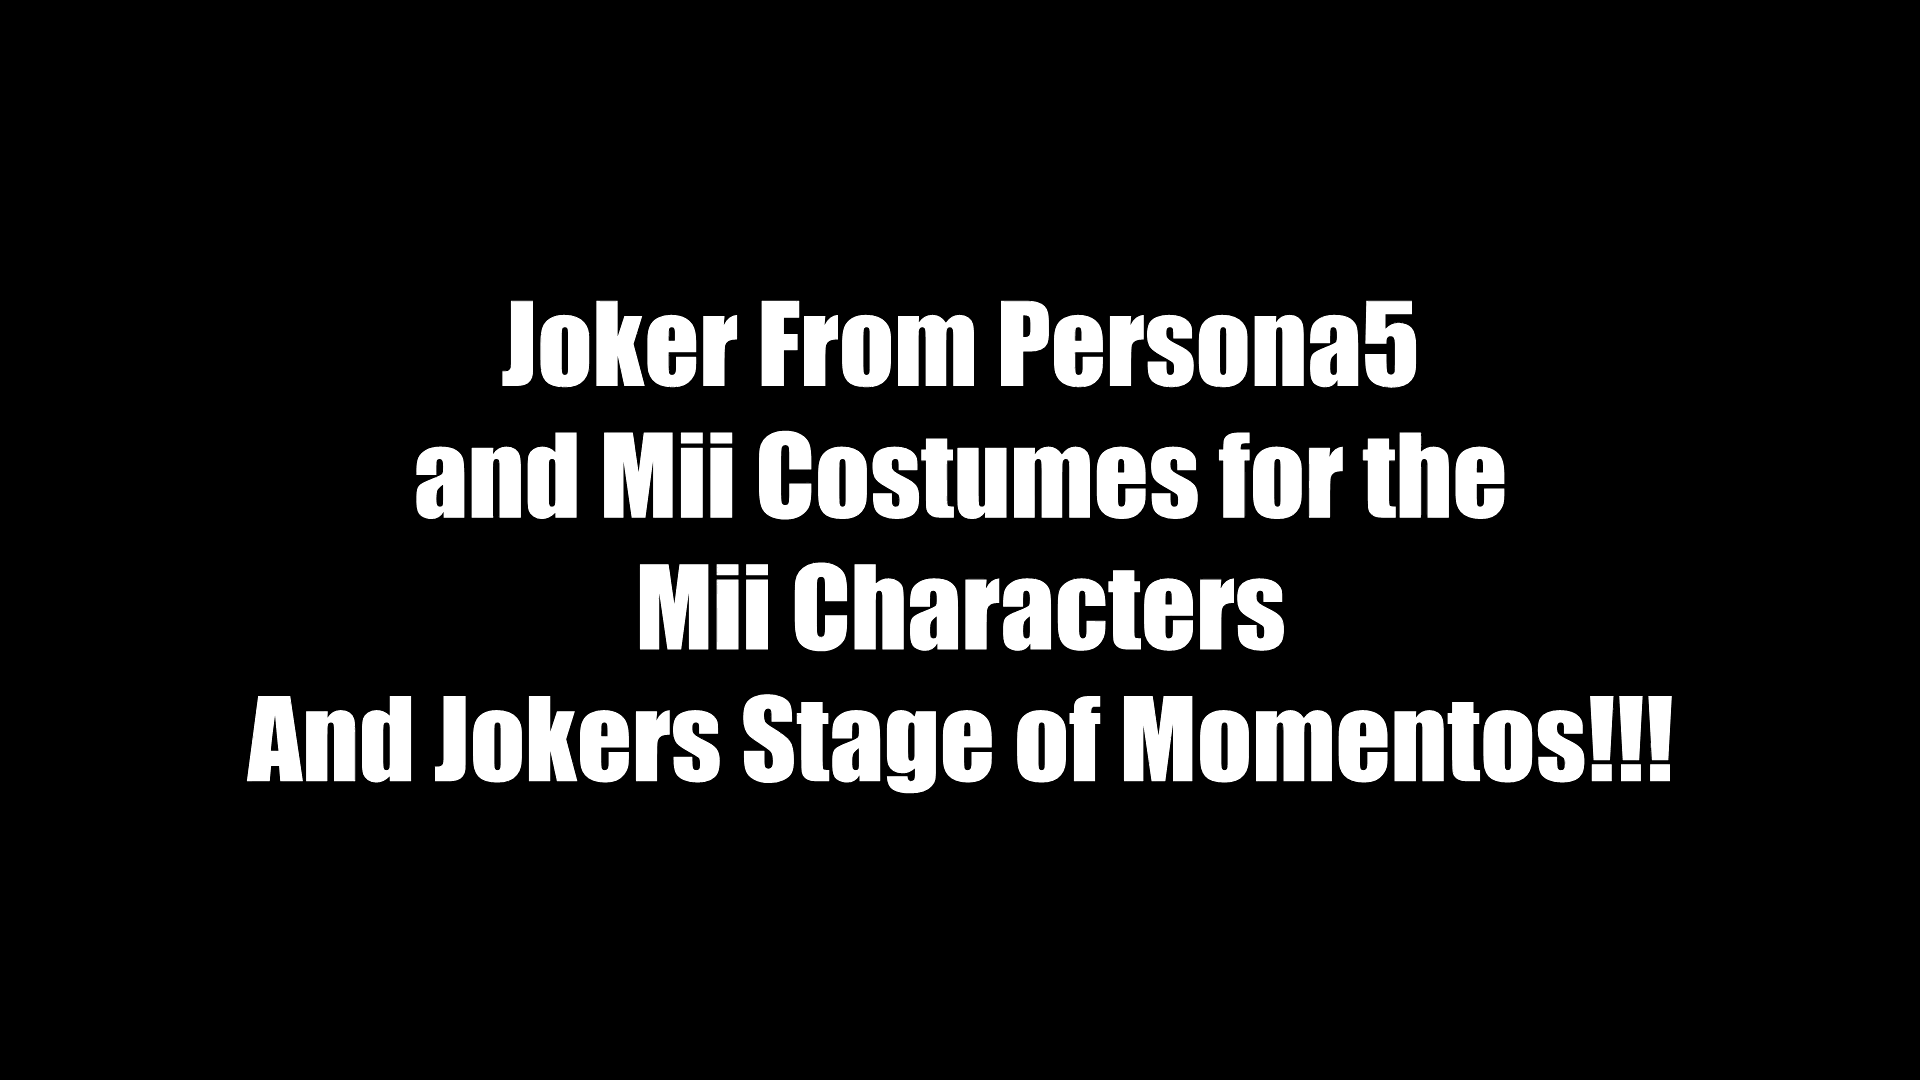 Joker From Persona5
and Mii Costumes for the
Mii Characters
And Jokers Stage of Momentos!!!